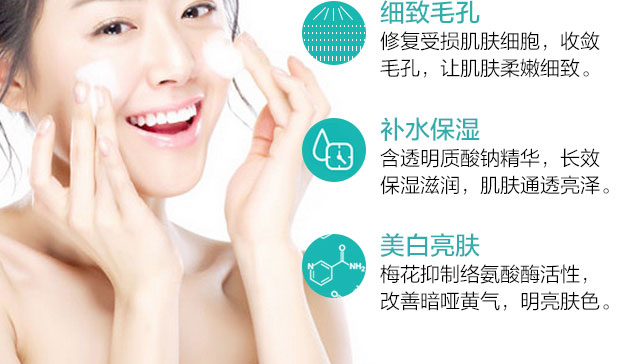 细致毛孔
修复受损肌肤细胞，收敛
毛孔，让肌肤柔嫩细致。
补水保湿
含透明质酸钠精华，长效
保湿滋润，肌肤通透亮泽。
N
NH₂
美白亮肤
梅花抑制络氨酸酶活性，
改善暗哑黄气，明亮肤色。